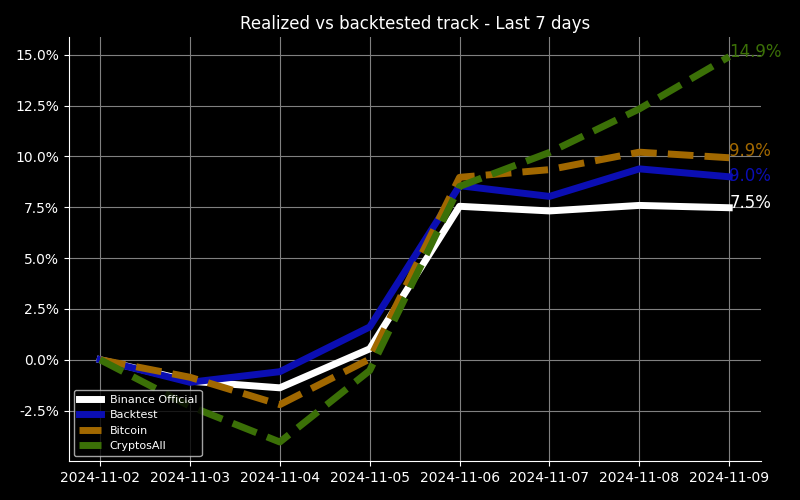 Realized vs backtested track - Last 7 days
15.0%
12.5%
10.0%
7.5%
5.0%
2.5%
0.0%
-2.5%
14.9%
9.9%
9.0%
7.5%
Binance Official
Backtest
Bitcoin
CryptosAll
2024-11-02 2024-11-03 2024-11-04 2024-11-05 2024-11-06 2024-11-07 2024-11-08 2024-11-09